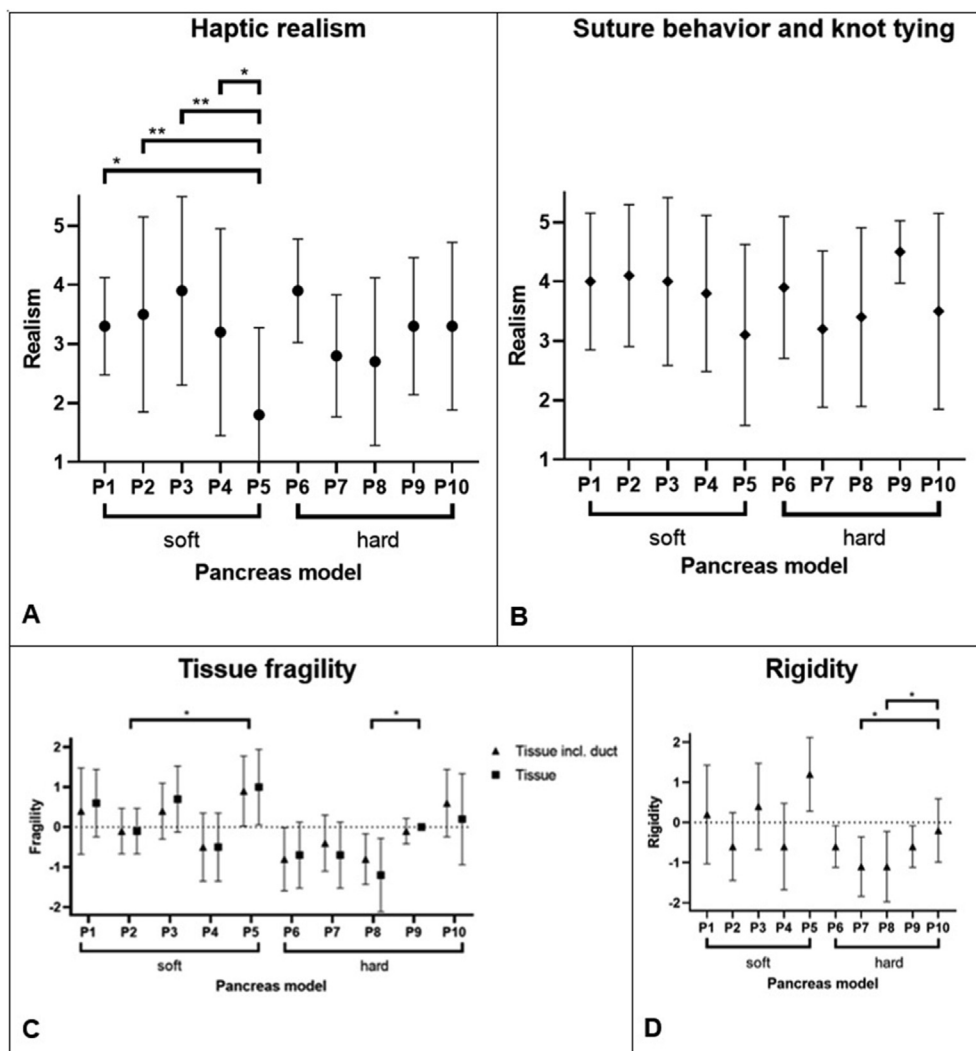 Haptic realism
*
**
**
*
Realism
5
4
3
2
1
P1 P2 P3 P4 P5 P6 P7 P8 P9 P10
soft hard
Pancreas model
A
Suture behavior and knot tying
Realism
5
4
3
2
1
P1 P2 P3 P4 P5 P6 P7 P8 P9 P10
soft hard
Pancreas model
B
Tissue fragility
* *
Tissue incl. duct
Tissue
Fragility
2
1
0
-1
-2
P1 P2 P3 P4 P5 P6 P7 P8 P9 P10
soft hard
Pancreas model
C
Rigidity
*
*
Rigidity
2
1
0
-1
-2
P1 P2 P3 P4 P5 P6 P7 P8 P9 P10
soft hard
Pancreas model
D